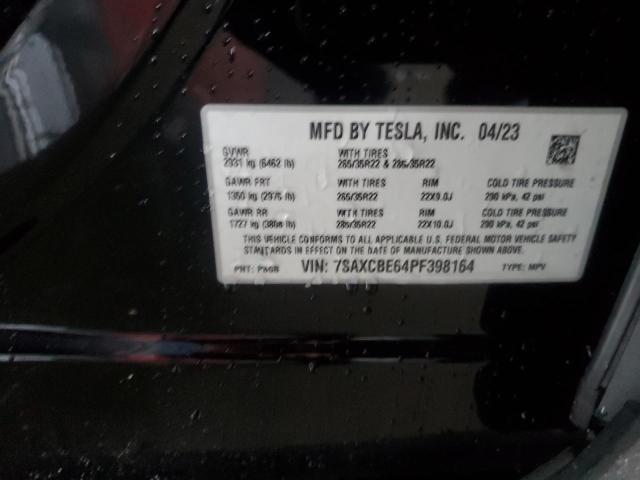 MFD BY TESLA, INC. 04/23
GVWR WITH TIRES
2931 kg (6462 lb) 265/35R22 & 285/35R22
GAWR FRT WITH TIRES RIM COLD TIRE PRESSURE
1350 kg (2976 lb) 265/35R22 22X9.0J 290 kPa, 42 psi
GAWR RR WITH TIRES RIM COLD TIRE PRESSURE
1727 kg (3808 lb) 285/35R22 22X10.0J 290 kPa, 42 psi
THIS VEHICLE CONFORMS TO ALL APPLICABLE U.S. FEDERAL MOTOR VEHICLE SAFETY
STANDARDS IN EFFECT ON THE DATE OF MANUFACTURE SHOWN ABOVE.
PNT: PBSB VIN: 7SAXCBE64PF398164 TYPE: MPV